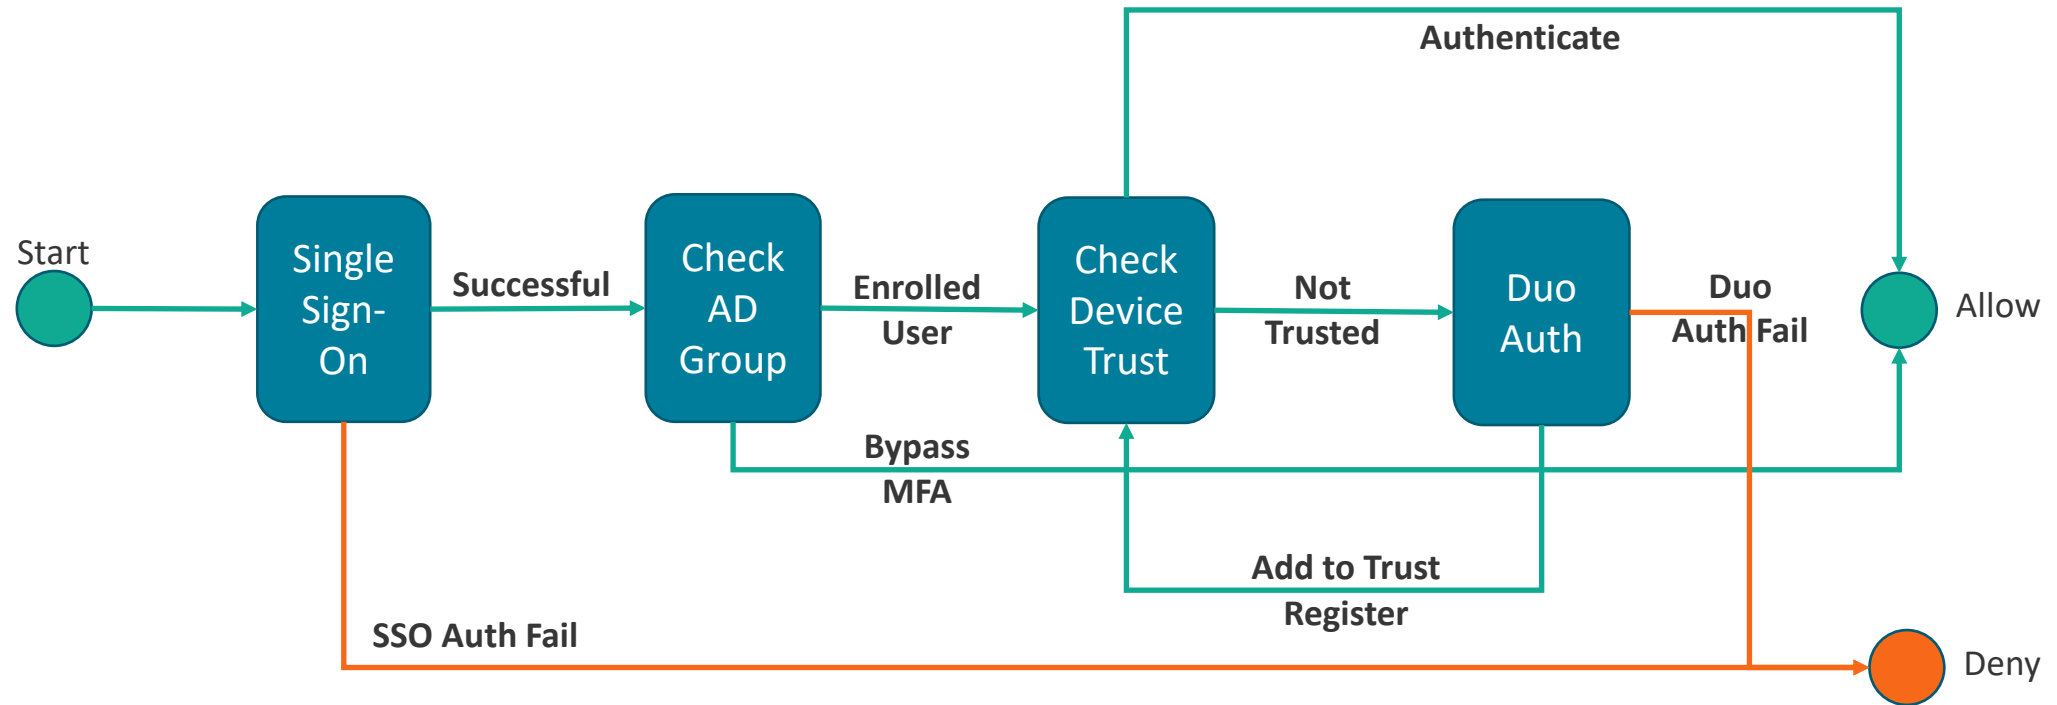 Authenticate
Start
Single
Sign-
On
Successful
Check
AD
Group
Enrolled
User
Check
Device
Trust
Not
Trusted
Duo
Auth
Duo
Auth Fail
Allow
Bypass
MFA
Add to Trust
Register
SSO Auth Fail
Deny